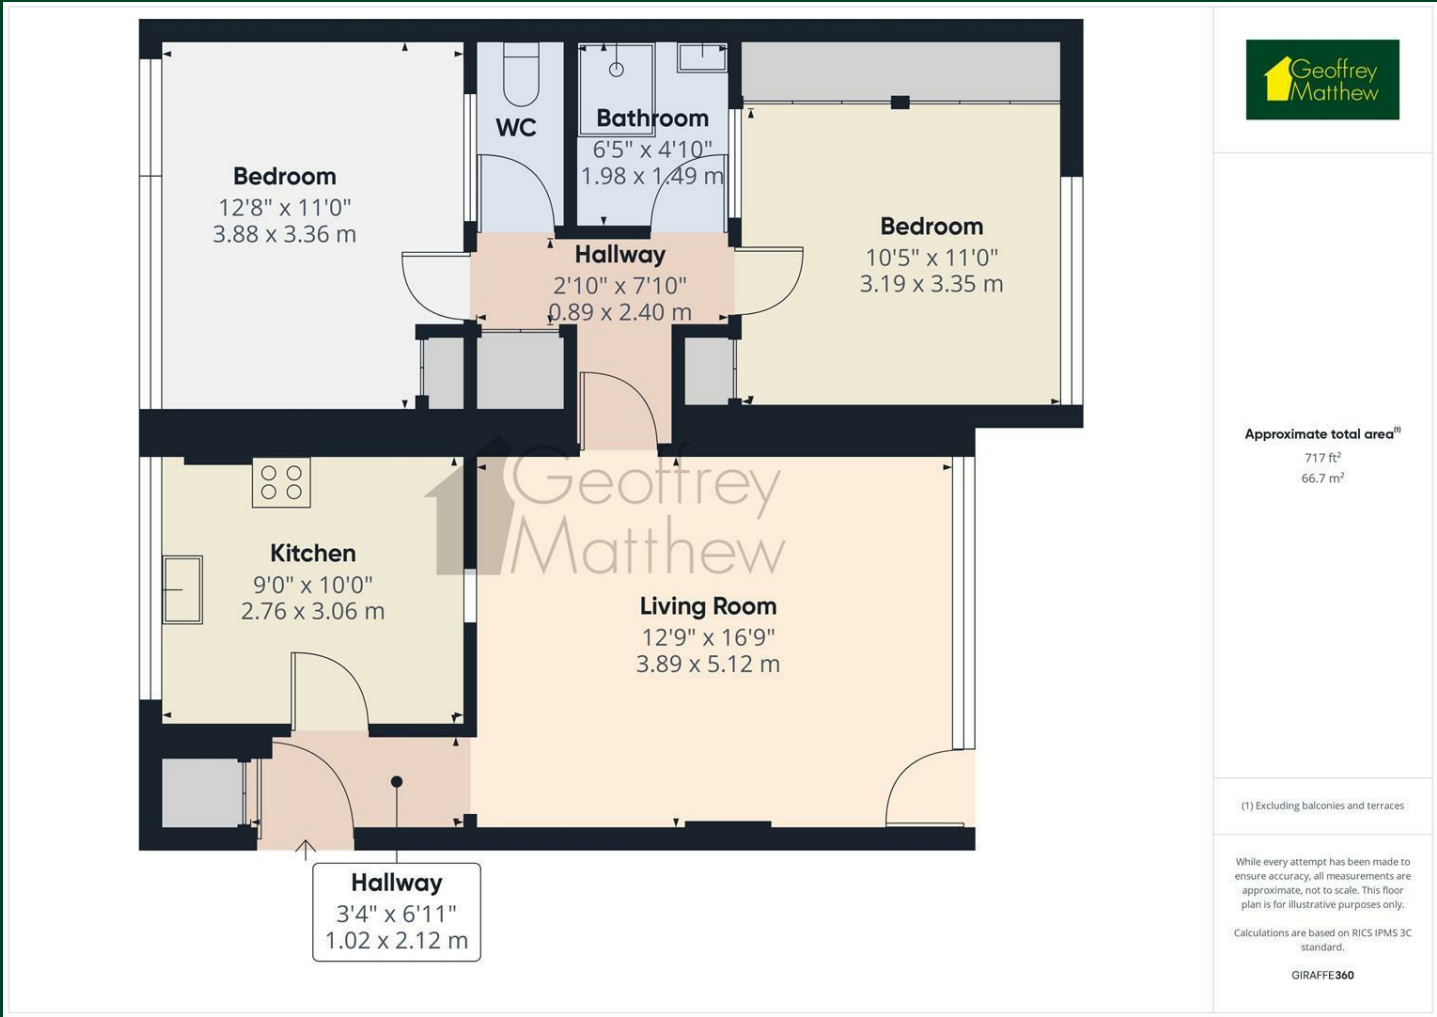 WC
Bathroom
6'5" x 4'10"
1.98 x 1.49 m
Bedroom
12'8" x 11'0"
3.88 x 3.36 m
Bedroom
10'5" x 11'0"
3.19 x 3.35 m
Hallway
2'10" x 7'10"
0.89 x 2.40 m
Geoffrey
Matthew
Kitchen
9'0" x 10'0"
2.76 x 3.06 m
Living Room
12'9" x 16'9"
3.89 x 5.12 m
Hallway
3'4" x 6'11"
1.02 x 2.12 m
Geoffrey
Matthew
Approximate total area(1)
717 ft²
66.7 m²
(1) Excluding balconies and terraces
While every attempt has been made to
ensure accuracy, all measurements are
approximate, not to scale. This floor
plan is for illustrative purposes only.
Calculations are based on RICS IPMS 3C
standard.
GIRAFFE360